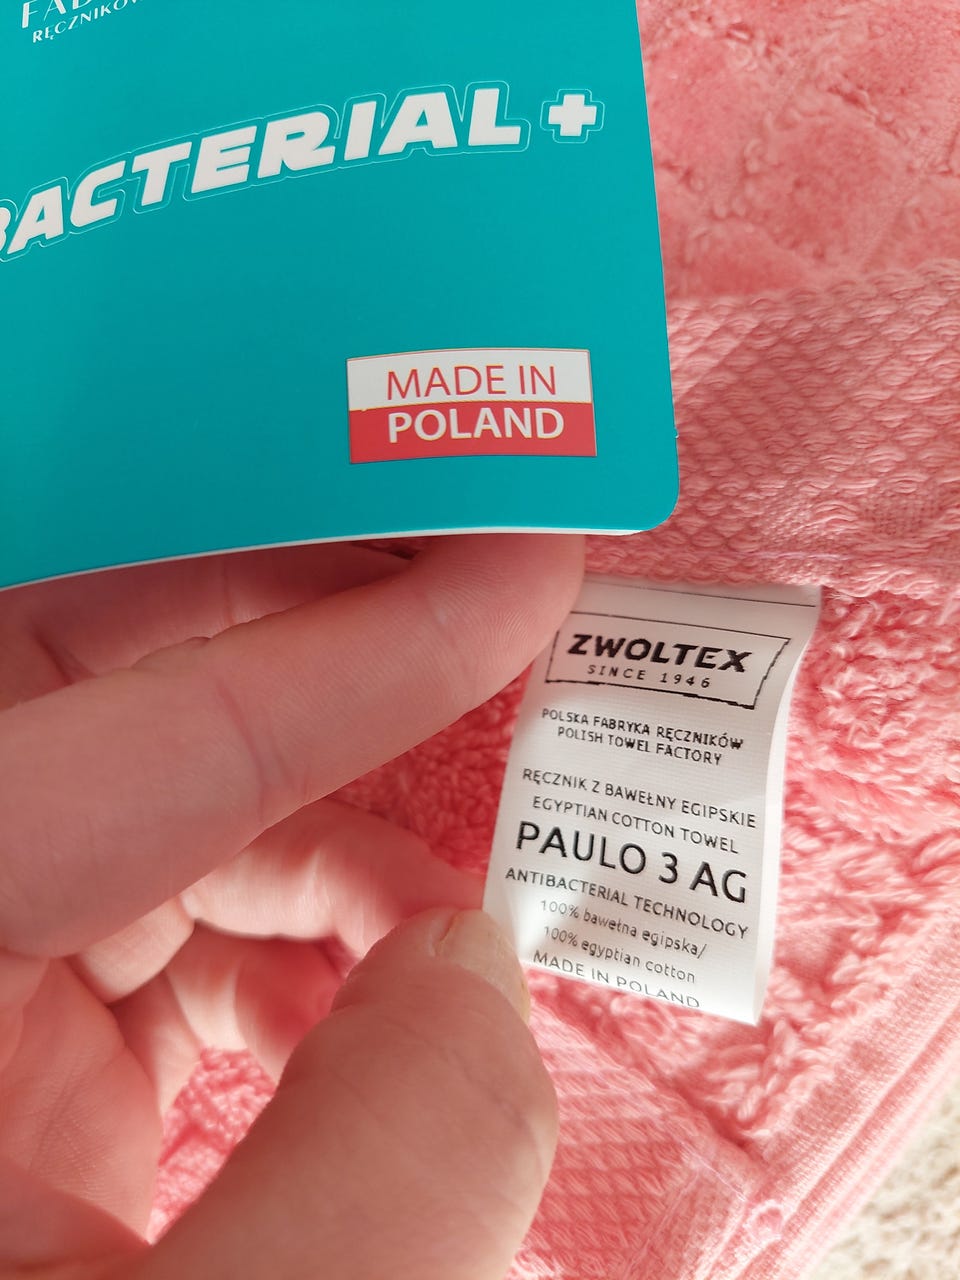 RĘCZNIKÓW
BACTERIAL+
MADE IN
POLAND
ZWOLTEX
SINCE 1946
POLSKA FABRYKA RĘCZNIKÓW
POLISH TOWEL FACTORY
RĘCZNIK Z BAWEŁNY EGIPSKIE
EGYPTIAN COTTON TOWEL
PAULO 3 AG
ANTIBACTERIAL TECHNOLOGY
100% bawełna egipska/
100% egyptian cotton
MADE IN POLAND